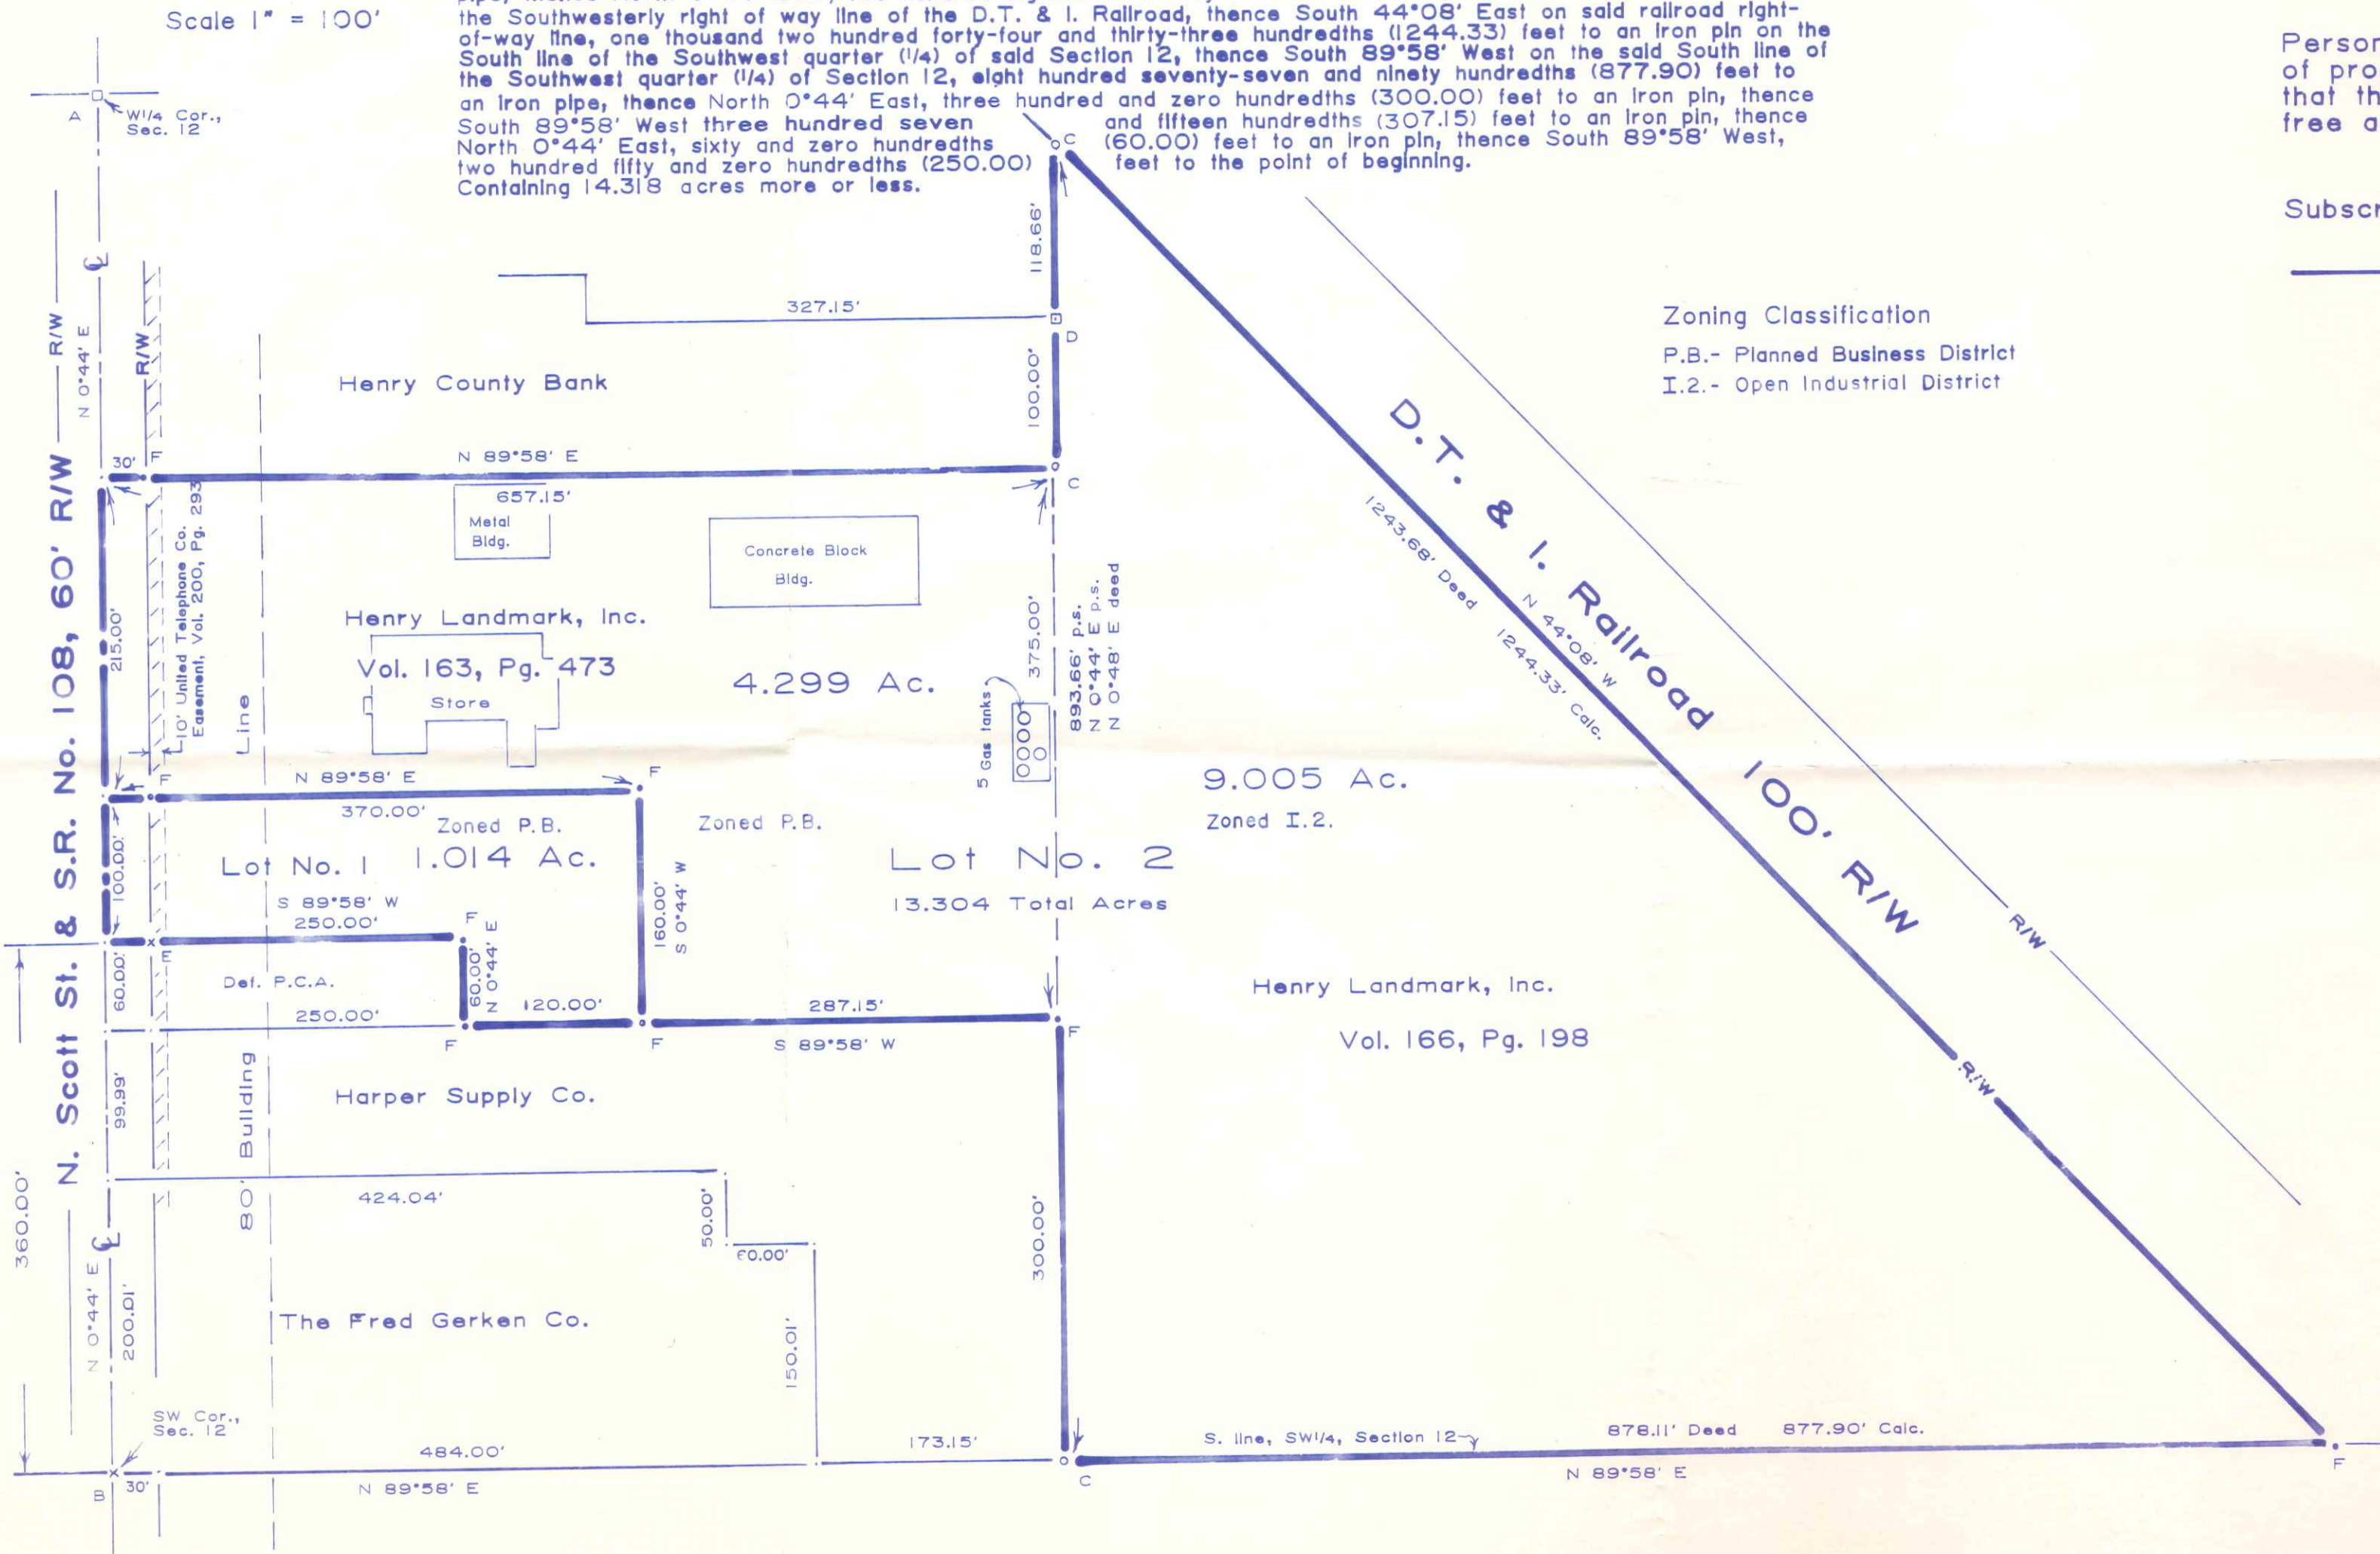 Scale 1" = 100'
the Southwesterly right of way line of the D.T. & I. Railroad, thence South 44°08' East on said railroad right-
of-way line, one thousand two hundred forty-four and thirty-three hundredths (1244.33) feet to an iron pin on the
South line of the Southwest quarter (1/4) of said Section 12, thence South 89°58' West on the said South line of
the Southwest quarter (1/4) of Section 12, eight hundred seventy-seven and ninety hundredths (877.90) feet to
an iron pipe, thence North 0°44' East, three hundred and zero hundredths (300.00) feet to an iron pin, thence
South 89°58' West three hundred seven and fifteen hundredths (307.15) feet to an iron pin, thence
North 0°44' East, sixty and zero hundredths (60.00) feet to an iron pin, thence South 89°58' West,
two hundred fifty and zero hundredths (250.00) feet to the point of beginning.
Containing 14.318 acres more or less.
Person
of pro
that th
free a
Subscr
A
W1/4 Cor.,
Sec. 12
C
118.66'
327.15'
D
100.00'
Zoning Classification
P.B.- Planned Business District
I.2.- Open Industrial District
Henry County Bank
R/W
R/W
N 0°44' E
30'
F
N 89°58' E
657.15'
C
Metal
Bldg.
Concrete Block
Bldg.
215.00'
10' United Telephone Co.
Easement, Vol. 200, Pg. 293
Line
Henry Landmark, Inc.
Vol. 163, Pg. 473
Store
4.299 Ac.
5 Gas tanks
375.00'
893.66' p.s.
N 0°44' E p.s.
N 0°48' E deed
D.T. & I. Railroad 100' R/W
1243.68' Deed
N 44°08' W
1244.33' Calc.
R/W
R/W
N. Scott St. & S.R. No. 108, 60' R/W
F
N 89°58' E
F
370.00'
Zoned P.B.
Zoned P.B.
9.005 Ac.
Zoned I.2.
100.00'
Lot No. 1
1.014 Ac.
Lot No. 2
13.304 Total Acres
S 89°58' W
250.00'
F
160.00'
S 0°44' W
E
60.00'
Def. P.C.A.
60.00'
N 0°44' E
250.00'
120.00'
287.15'
F
F
F
S 89°58' W
Henry Landmark, Inc.
Vol. 166, Pg. 198
99.99'
80' Building
Harper Supply Co.
424.04'
50.00'
60.00'
300.00'
360.00'
N 0°44' E
200.01'
The Fred Gerken Co.
150.01'
SW Cor.,
Sec. 12
484.00'
173.15'
S. line, SW1/4, Section 12
878.11' Deed
877.90' Calc.
B
30'
N 89°58' E
C
N 89°58' E
F